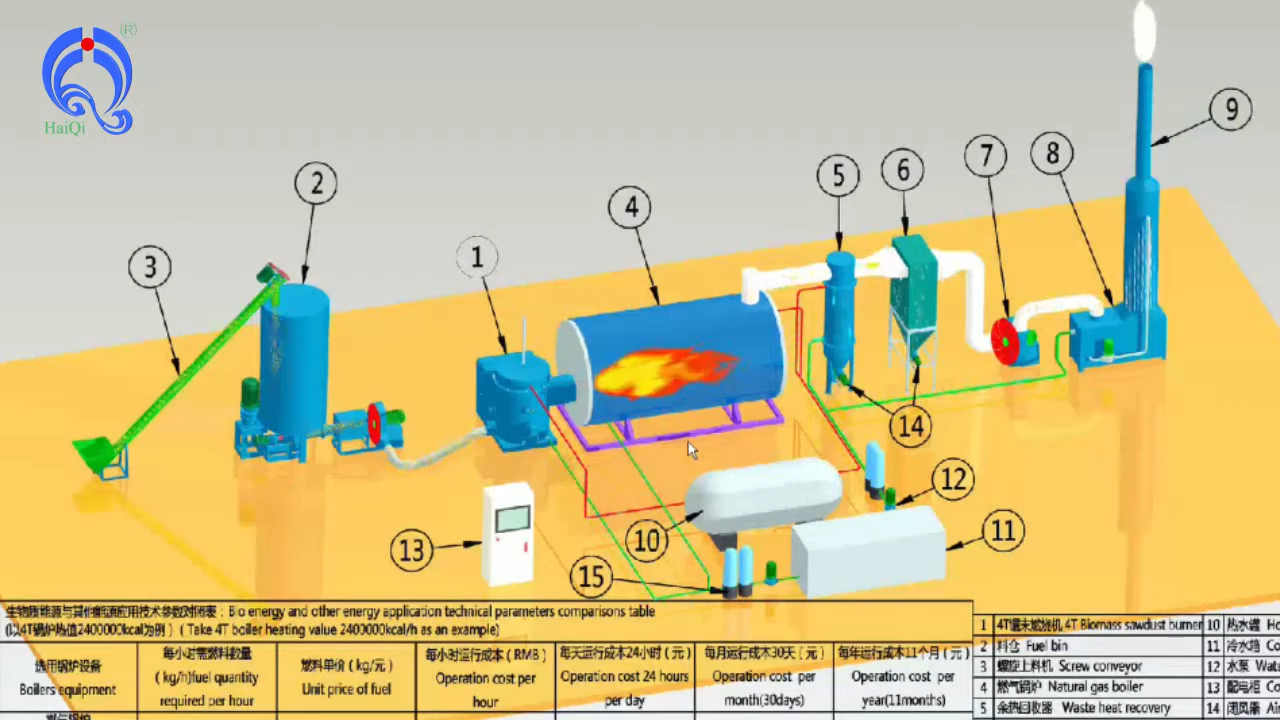 ®
HaiQi
9
8
7
6
5
4
2
1
3
14
12
11
10
13
15
生物质能源与其他能源应用技术参数对比表：Bio energy and other energy application technical parameters comparisons table
(以4T锅炉热值2400000kcal为例）( Take 4T boiler heating value 2400000kcal/h as an example)
选用锅炉设备
Boilers equipment
每小时需燃料数量
( kg/h)fuel quantity
required per hour
燃料单价 ( kg/元 )
Unit price of fuel
每小时运行成本 ( RMB )
Operation cost per
hour
每天运行成本24小时 ( 元 )
Operation cost 24 hours
per day
每月运行成本30天 ( 元 )
Operation cost per
month(30days)
每年运行成本11个月 ( 元 )
Operation cost per
year(11months)
1 4T锯末燃烧机 4T Biomass sawdust burner 10 热水罐
2 料仓 Fuel bin 11 冷水箱
3 螺旋上料机 Screw conveyor 12 水泵
4 燃气锅炉 Natural gas boiler 13 配电柜
5 余热回收器 Waste heat recovery 14 闭风器